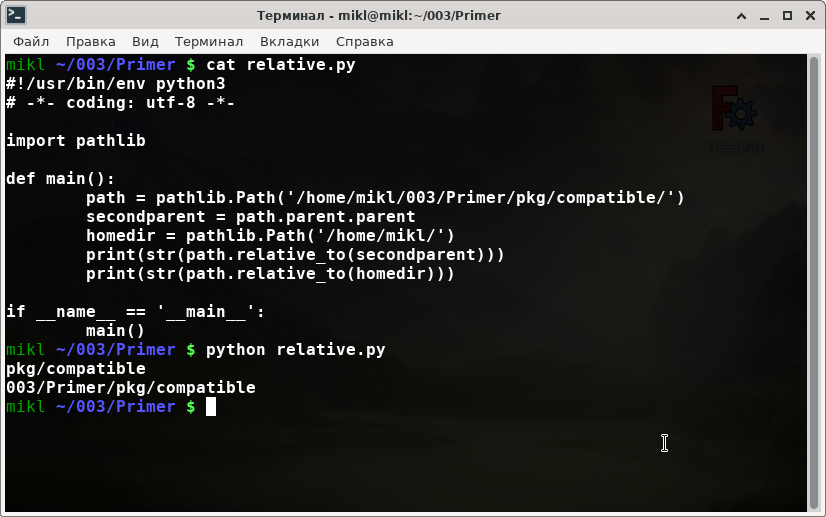 Терминал - mikl@mikl:~/003/Primer
Файл Правка Вид Терминал Вкладки Справка
mikl ~/003/Primer $ cat relative.py
#!/usr/bin/env python3
# -*- coding: utf-8 -*-
import pathlib
def main():
        path = pathlib.Path('/home/mikl/003/Primer/pkg/compatible/')
        secondparent = path.parent.parent
        homedir = pathlib.Path('/home/mikl/')
        print(str(path.relative_to(secondparent)))
        print(str(path.relative_to(homedir)))
if __name__ == '__main__':
        main()
mikl ~/003/Primer $ python relative.py
pkg/compatible
003/Primer/pkg/compatible
mikl ~/003/Primer $
FreeCAD